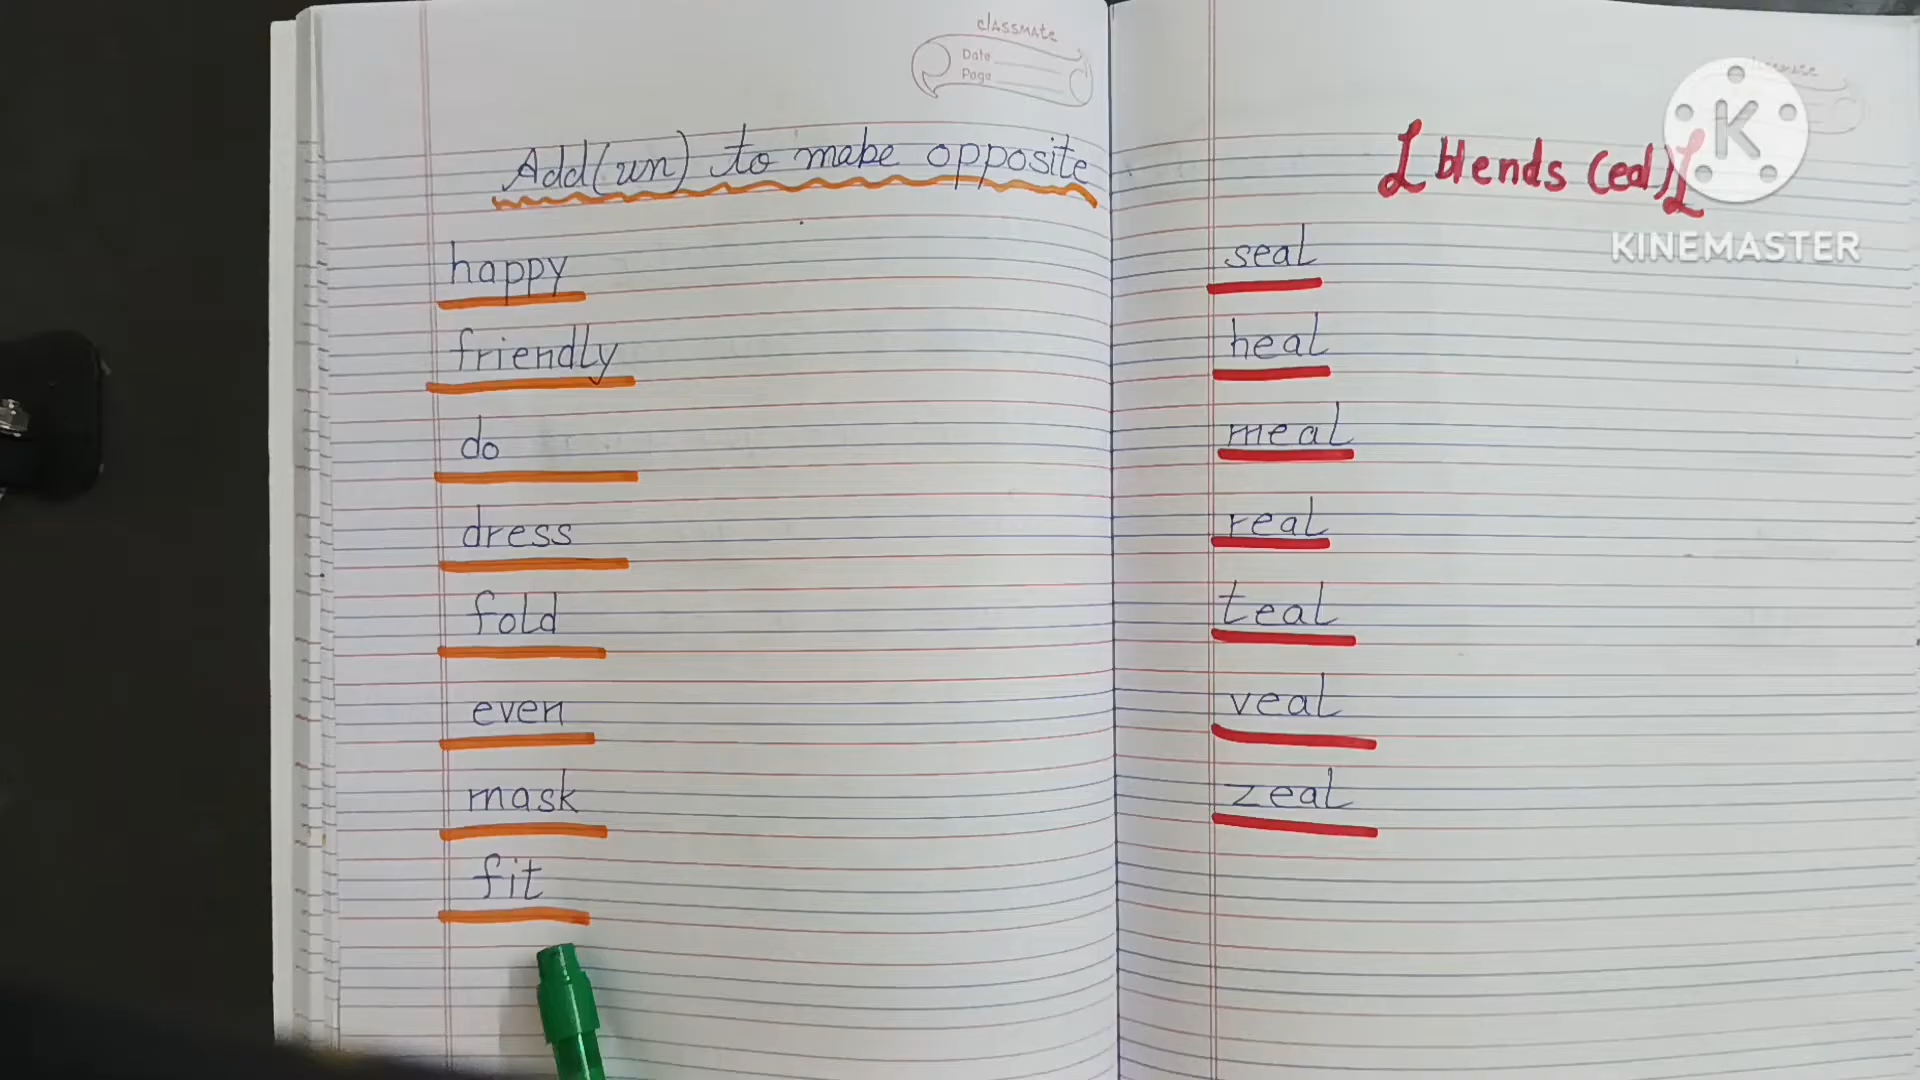 classmate
Date
Page
Add(un) to make opposite
happy
friendly
do
dress
fold
even
mask
fit
blends (eal)
seal
heal
meal
real
teal
veal
zeal
K
KINEMASTER